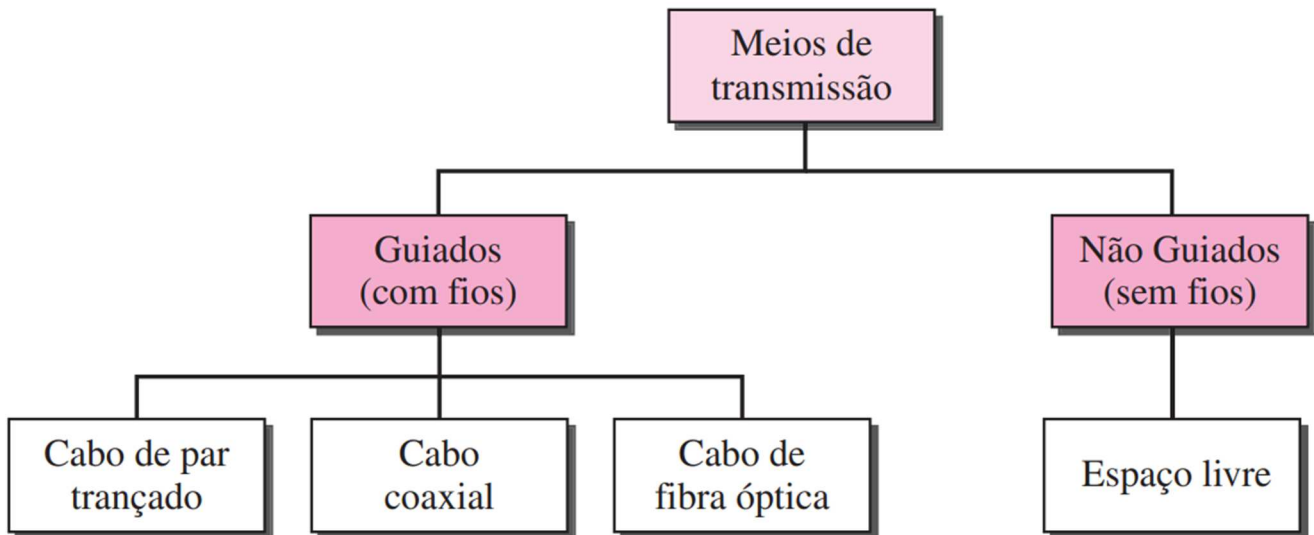 Meios de
transmissão
Guiados
(com fios)
Não Guiados
(sem fios)
Cabo de par
trançado
Cabo
coaxial
Cabo de
fibra óptica
Espaço livre